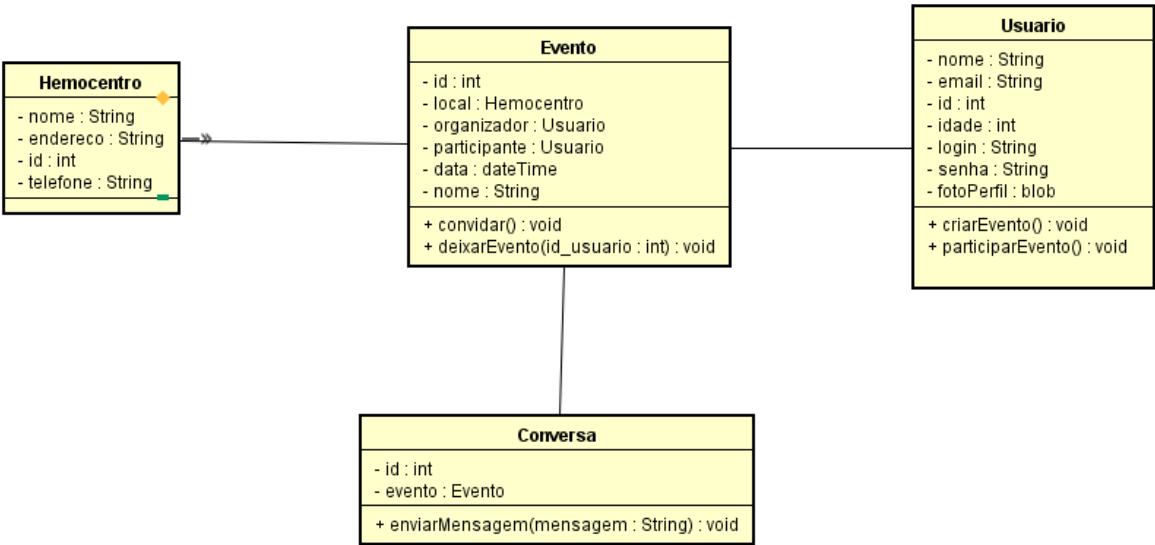 Hemocentro
- nome : String
- endereco : String
- id : int
- telefone : String
Evento
- id : int
- local : Hemocentro
- organizador : Usuario
- participante : Usuario
- data : dateTime
- nome : String
+ convidar() : void
+ deixarEvento(id_usuario : int) : void
Usuario
- nome : String
- email : String
- id : int
- idade : int
- login : String
- senha : String
- fotoPerfil : blob
+ criarEvento() : void
+ participarEvento() : void
Conversa
- id : int
- evento : Evento
+ enviarMensagem(mensagem : String) : void